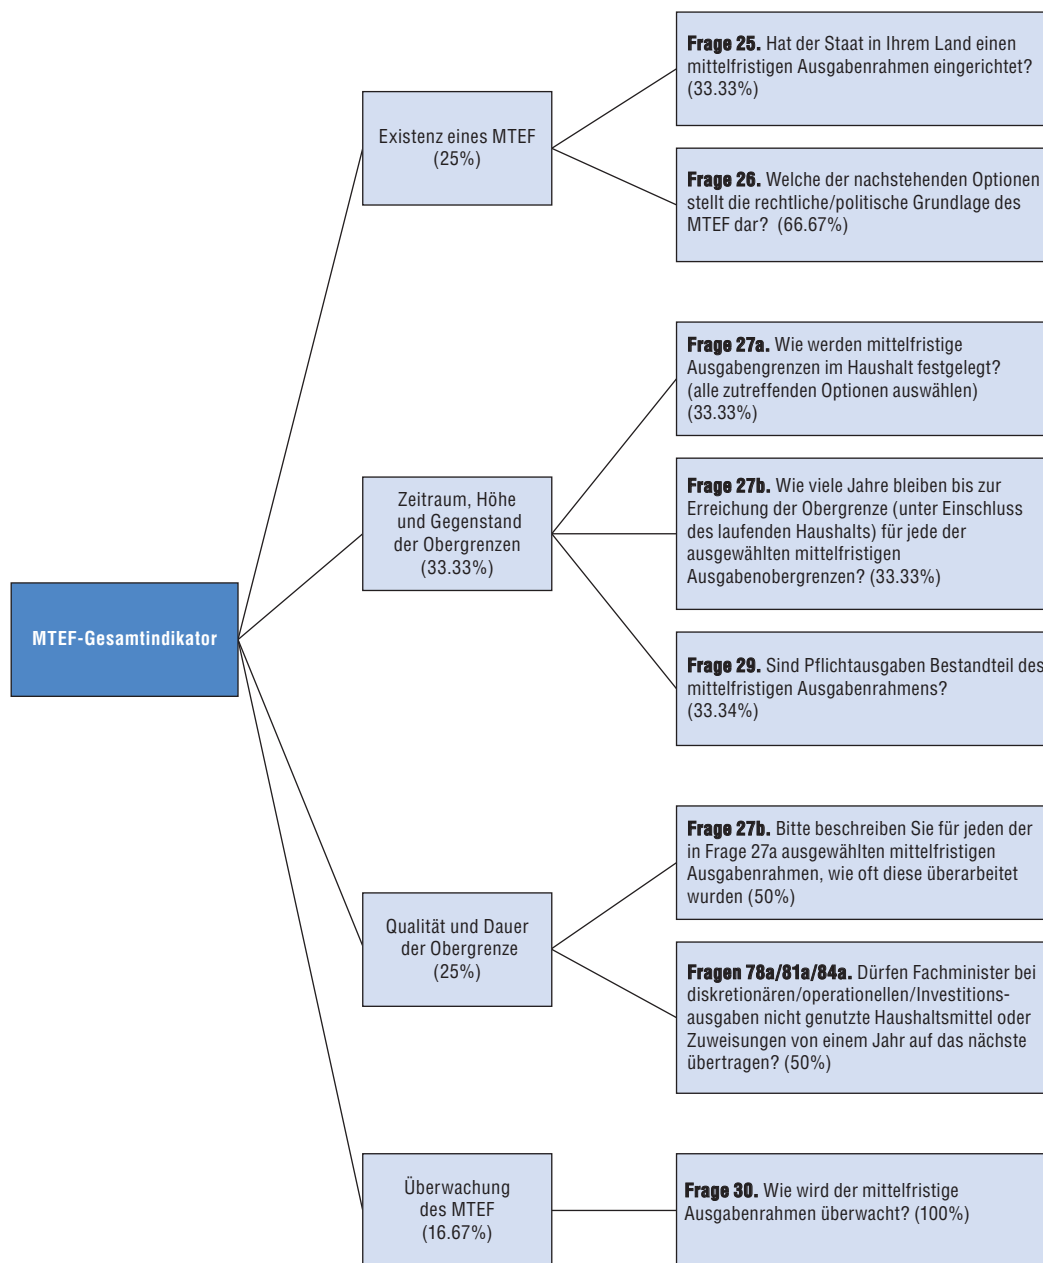 MTEF-Gesamtindikator
Existenz eines MTEF
(25%)
Frage 25. Hat der Staat in Ihrem Land einen
mittelfristigen Ausgabenrahmen eingerichtet?
(33.33%)
Frage 26. Welche der nachstehenden Optionen
stellt die rechtliche/politische Grundlage des
MTEF dar? (66.67%)
Zeitraum, Höhe
und Gegenstand
der Obergrenzen
(33.33%)
Frage 27a. Wie werden mittelfristige
Ausgabengrenzen im Haushalt festgelegt?
(alle zutreffenden Optionen auswählen)
(33.33%)
Frage 27b. Wie viele Jahre bleiben bis zur
Erreichung der Obergrenze (unter Einschluss
des laufenden Haushalts) für jede der
ausgewählten mittelfristigen
Ausgabenobergrenzen? (33.33%)
Frage 29. Sind Pflichtausgaben Bestandteil des
mittelfristigen Ausgabenrahmens?
(33.34%)
Qualität und Dauer
der Obergrenze
(25%)
Frage 27b. Bitte beschreiben Sie für jeden der
in Frage 27a ausgewählten mittelfristigen
Ausgabenrahmen, wie oft diese überarbeitet
wurden (50%)
Fragen 78a/81a/84a. Dürfen Fachminister bei
diskretionären/operationellen/Investitions-
ausgaben nicht genutzte Haushaltsmittel oder
Zuweisungen von einem Jahr auf das nächste
übertragen? (50%)
Überwachung
des MTEF
(16.67%)
Frage 30. Wie wird der mittelfristige
Ausgabenrahmen überwacht? (100%)